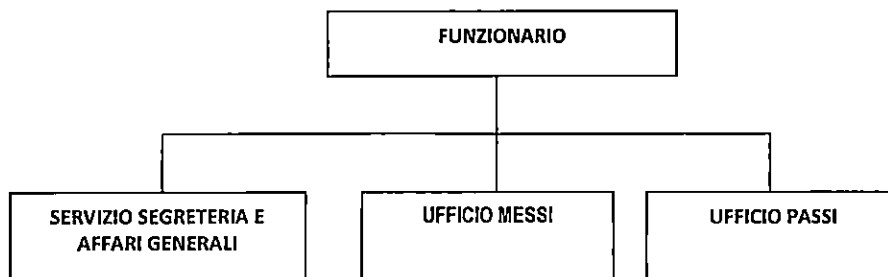 FUNZIONARIO
SERVIZIO SEGRETERIA E
AFFARI GENERALI
UFFICIO MESSI
UFFICIO PASSI